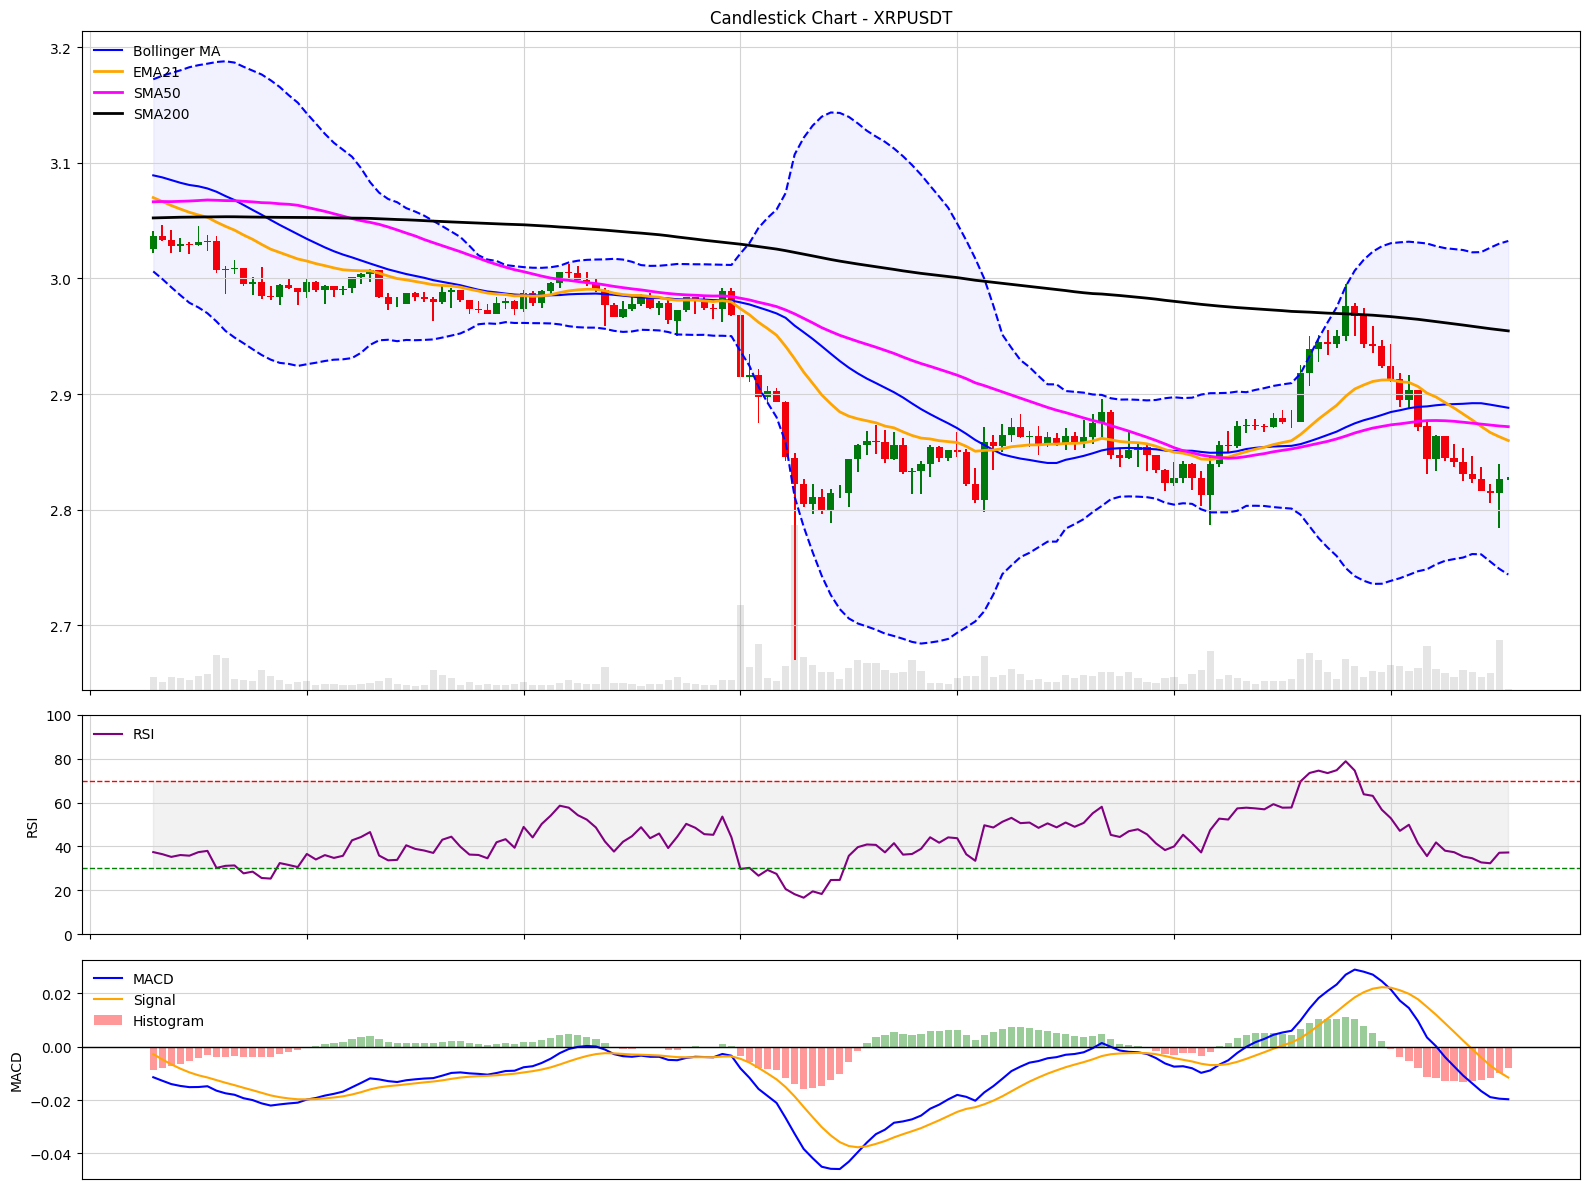 Candlestick Chart - XRPUSDT
Bollinger MA
EMA21
SMA50
SMA200
3.2
3.1
3.0
2.9
2.8
2.7
RSI
RSI
100
80
60
40
20
0
MACD
Signal
Histogram
MACD
0.02
0.00
−0.02
−0.04